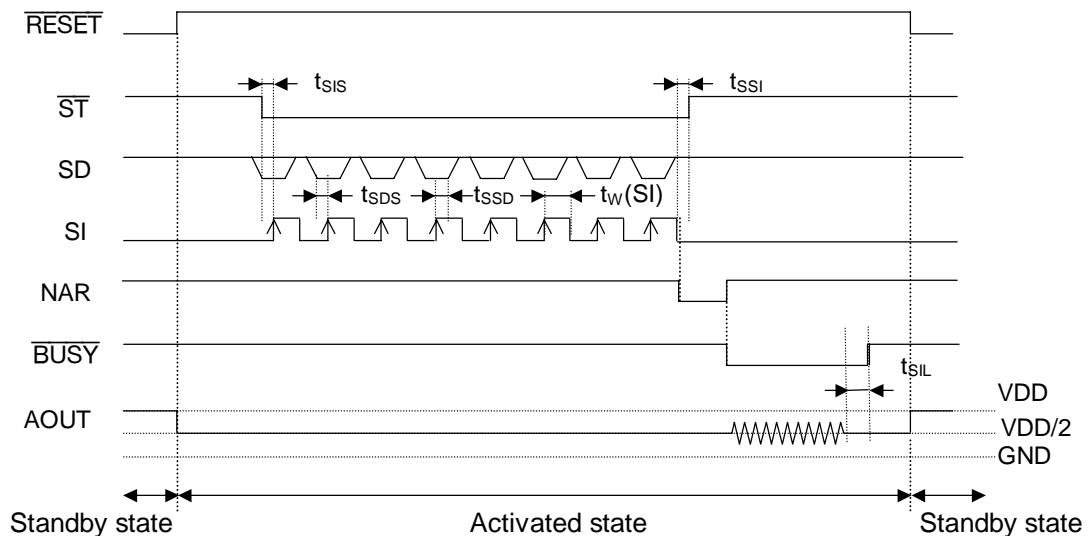 RESET
tSIS
tSSI
ST
SD
tSDS tSSD tW(SI)
SI
NAR
BUSY
tSIL
VDD
AOUT
VDD/2
GND
Standby state Activated state Standby state